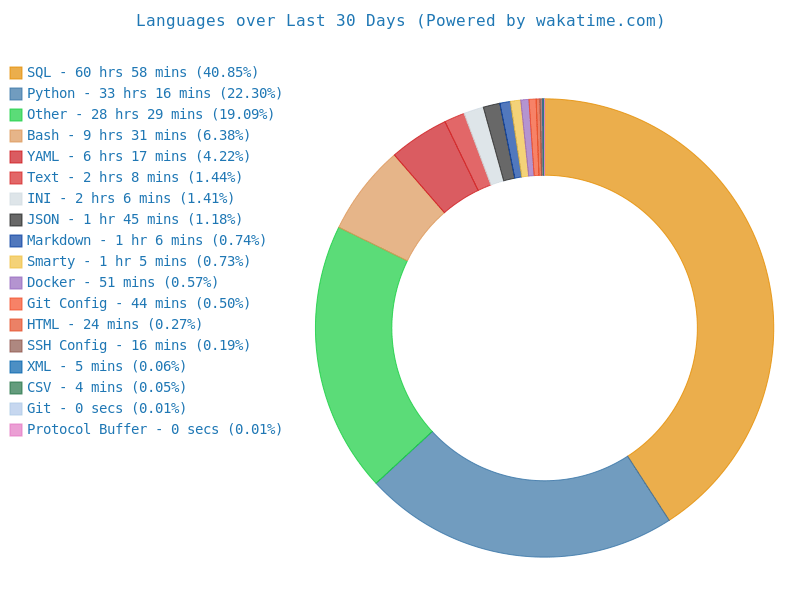 Languages over Last 30 Days (Powered by wakatime.com)
SQL - 60 hrs 58 mins (40.85%)
Python - 33 hrs 16 mins (22.30%)
Other - 28 hrs 29 mins (19.09%)
Bash - 9 hrs 31 mins (6.38%)
YAML - 6 hrs 17 mins (4.22%)
Text - 2 hrs 8 mins (1.44%)
INI - 2 hrs 6 mins (1.41%)
JSON - 1 hr 45 mins (1.18%)
Markdown - 1 hr 6 mins (0.74%)
Smarty - 1 hr 5 mins (0.73%)
Docker - 51 mins (0.57%)
Git Config - 44 mins (0.50%)
HTML - 24 mins (0.27%)
SSH Config - 16 mins (0.19%)
XML - 5 mins (0.06%)
CSV - 4 mins (0.05%)
Git - 0 secs (0.01%)
Protocol Buffer - 0 secs (0.01%)